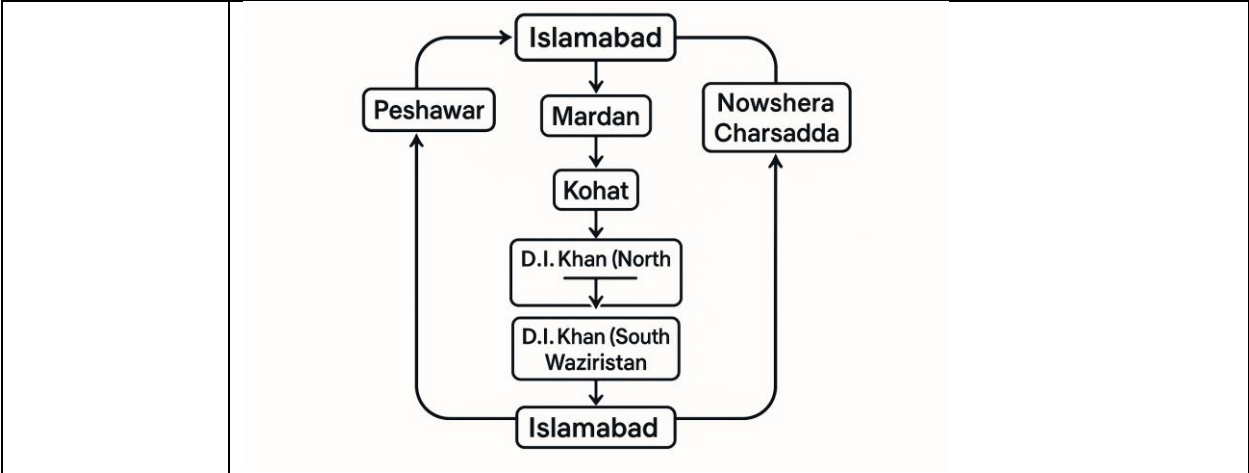 Islamabad
Peshawar
Mardan
Nowshera
Charsadda
Kohat
D.I. Khan (North
D.I. Khan (South
Waziristan
Islamabad